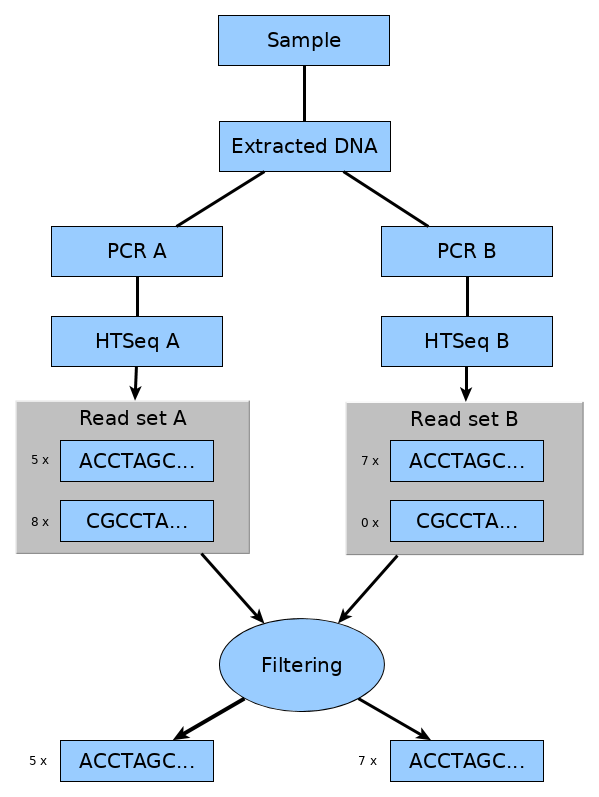 Sample
Extracted DNA
PCR A
PCR B
HTSeq A
HTSeq B
Read set A
5 x ACCTAGC...
8 x CGCCTA...
Read set B
7 x ACCTAGC...
0 x CGCCTA...
Filtering
5 x ACCTAGC...
7 x ACCTAGC...